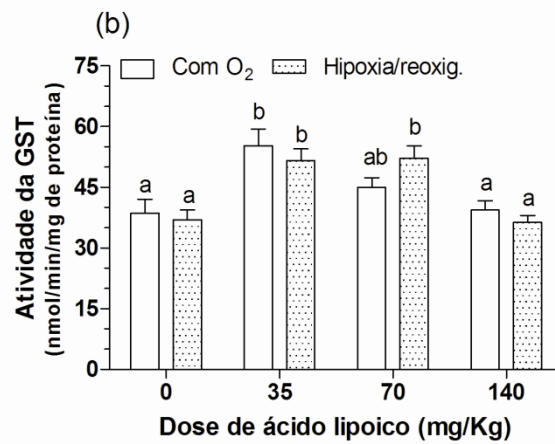 (b)
Com O₂ Hipoxia/reoxig.
Atividade da GST
(nmol/min/mg de proteína)
75
60
45
30
15
0
a a b b ab b a a
0 35 70 140
Dose de ácido lipoico (mg/Kg)